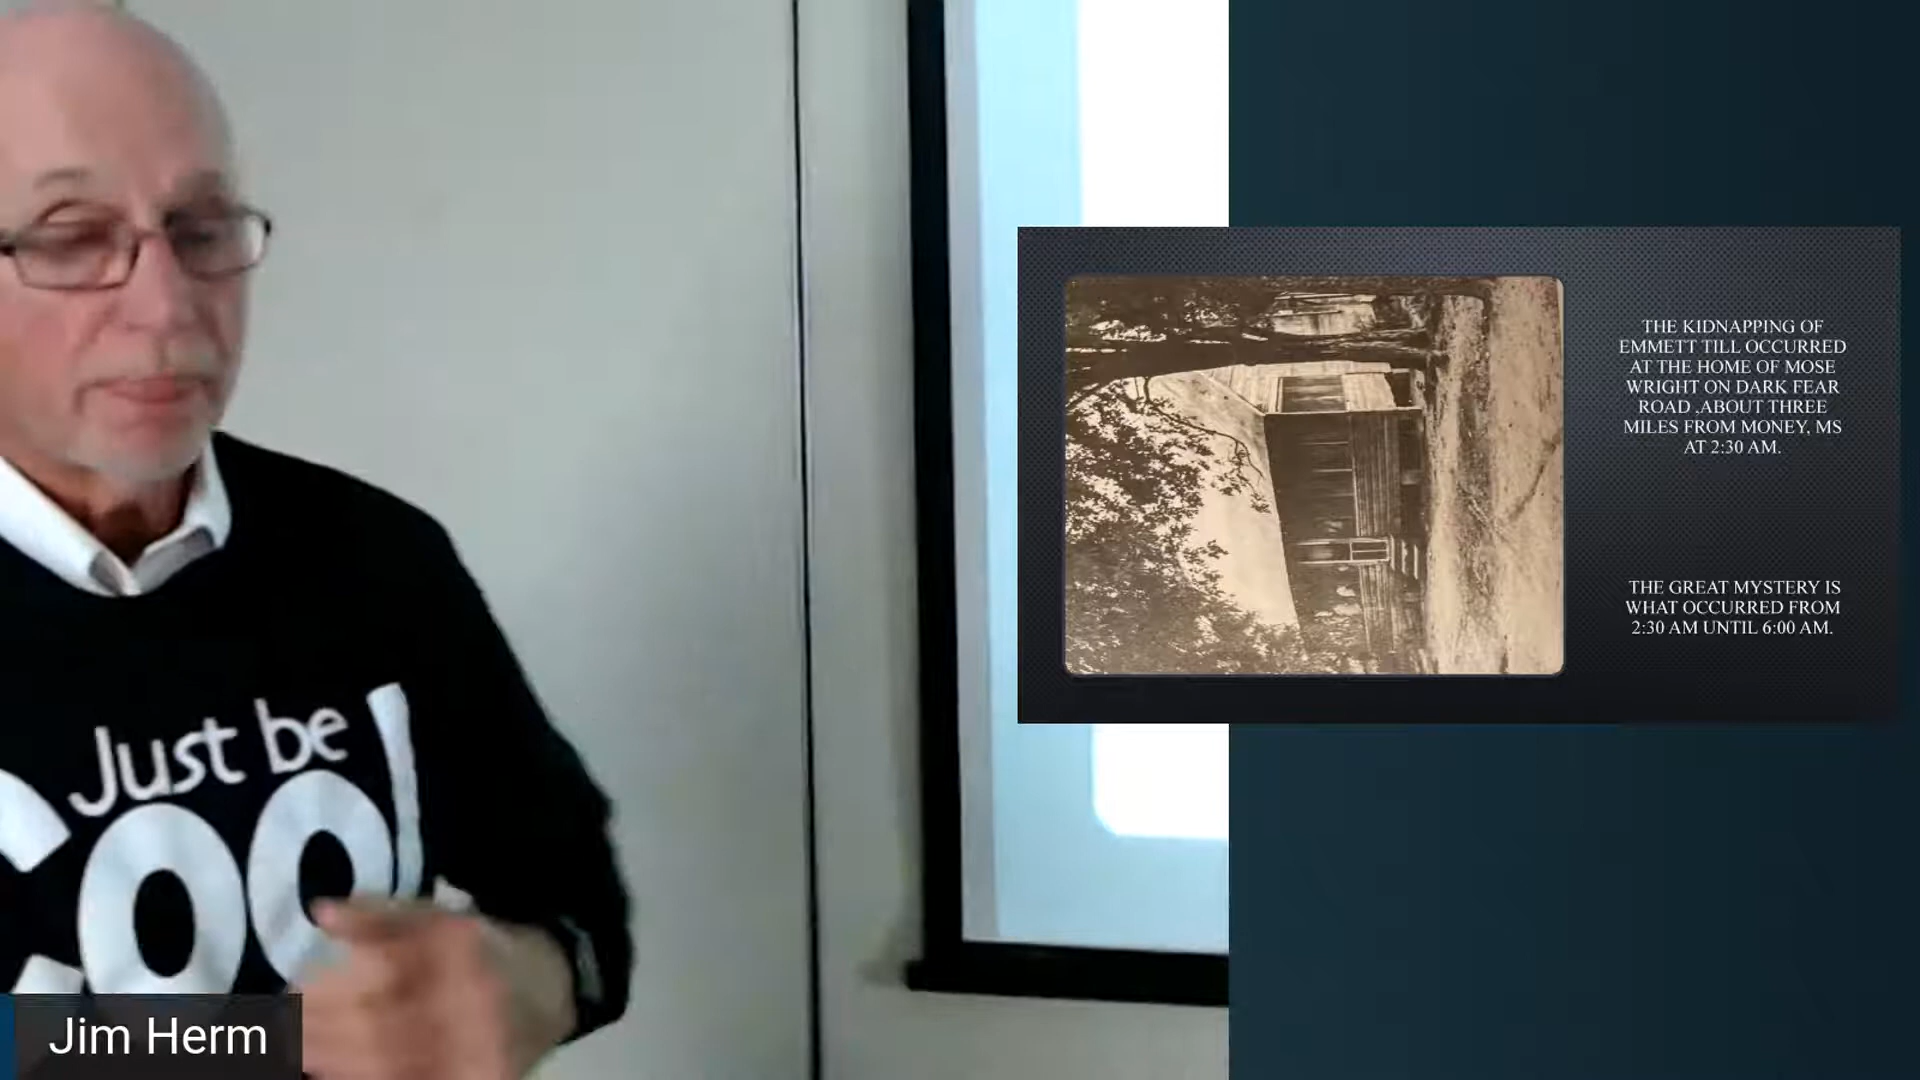 Just be
Cool
Jim Herm
THE KIDNAPPING OF
EMMETT TILL OCCURRED
AT THE HOME OF MOSE
WRIGHT ON DARK FEAR
ROAD ,ABOUT THREE
MILES FROM MONEY, MS
AT 2:30 AM.
THE GREAT MYSTERY IS
WHAT OCCURRED FROM
2:30 AM UNTIL 6:00 AM.